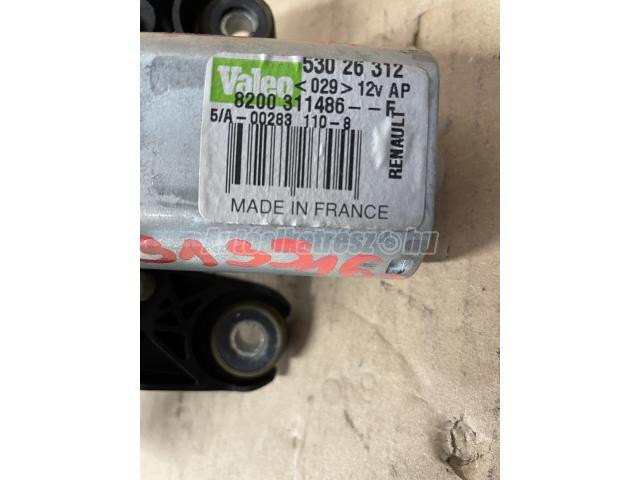 Valeo 530 26 312
<029> 12v AP
8200 311486--F
5/A-00283 110-8
RENAULT
MADE IN FRANCE